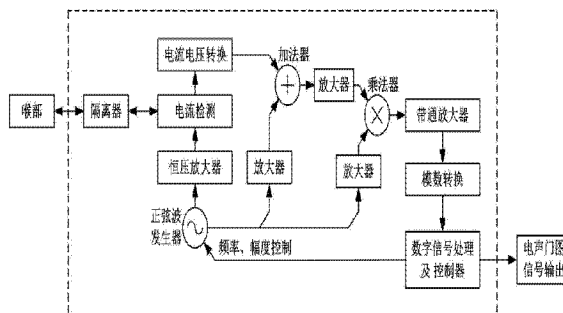 电流电压转换
加法器
放大器
乘法器
喉部
隔离器
电流检测
带通放大器
恒压放大器
放大器
放大器
模数转换
正弦波
发生器
频率、幅度控制
数字信号处理
及控制器
电声门图
信号输出